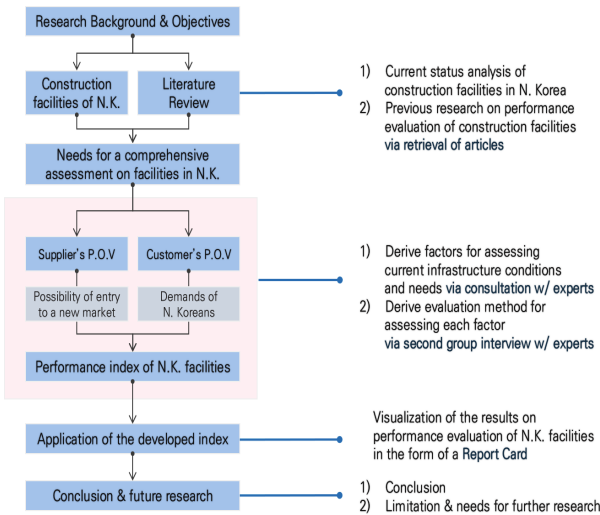 Research Background & Objectives
Construction
facilities of N.K.
Literature
Review
1) Current status analysis of
construction facilities in N. Korea
2) Previous research on performance
evaluation of construction facilities
via retrieval of articles
Needs for a comprehensive
assessment on facilities in N.K.
Supplier's P.O.V
Customer's P.O.V
Possibility of entry
to a new market
Demands of
N. Koreans
1) Derive factors for assessing
current infrastructure conditions
and needs via consultation w/ experts
2) Derive evaluation method for
assessing each factor
via second group interview w/ experts
Performance index of N.K. facilities
Application of the developed index
Visualization of the results on
performance evaluation of N.K. facilities
in the form of a Report Card
Conclusion & future research
1) Conclusion
2) Limitation & needs for further research